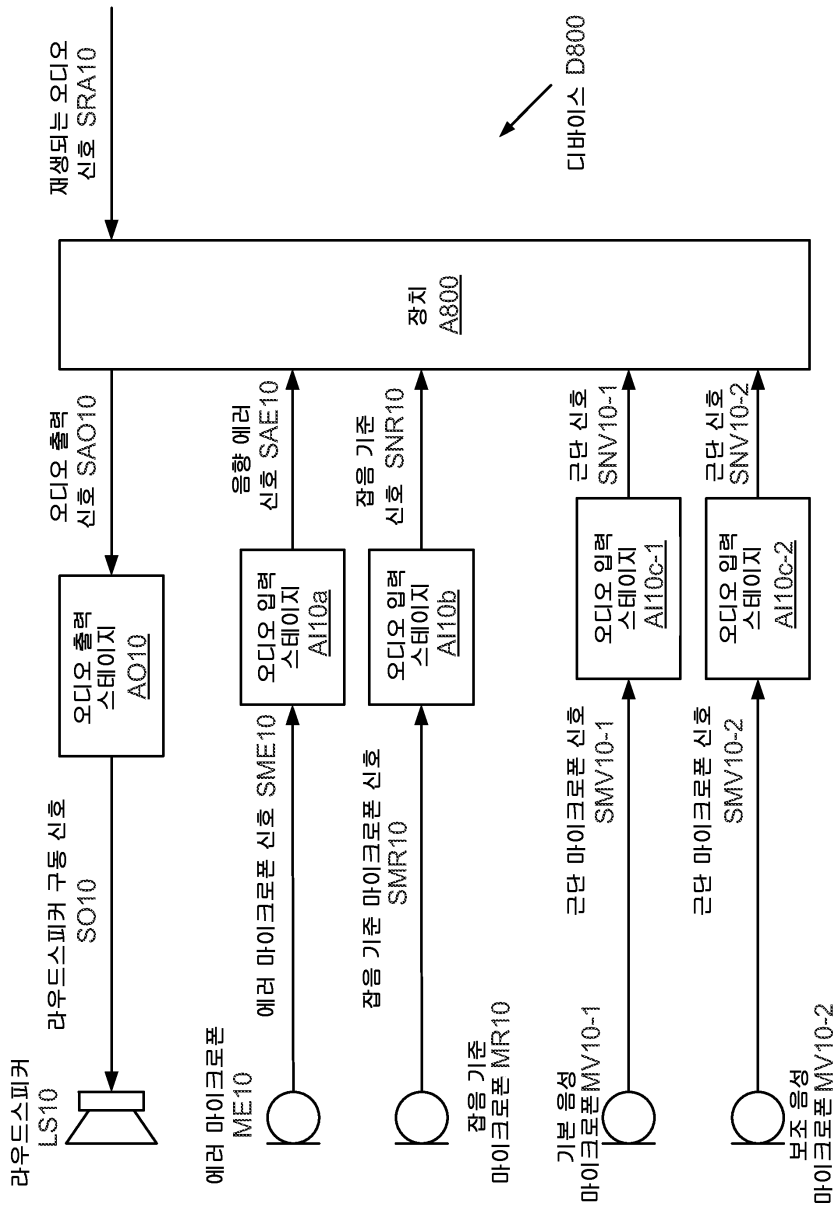 라우드스피커
LS10
라우드스피커 구동 신호
SO10
오디오 출력
스테이지
AO10
오디오 출력
신호 SAO10
재생되는 오디오
신호 SRA10
에러 마이크로폰
ME10
에러 마이크로폰 신호 SME10
오디오 입력
스테이지
AI10a
음향 에러
신호 SAE10
잡음 기준
마이크로폰 MR10
잡음 기준 마이크로폰 신호
SMR10
오디오 입력
스테이지
AI10b
잡음 기준
신호 SNR10
장치
A800
디바이스 D800
기본 음성
마이크로폰MV10-1
근단 마이크로폰 신호
SMV10-1
오디오 입력
스테이지
AI10c-1
근단 신호
SNV10-1
보조 음성
마이크로폰 MV10-2
근단 마이크로폰 신호
SMV10-2
오디오 입력
스테이지
AI10c-2
근단 신호
SNV10-2